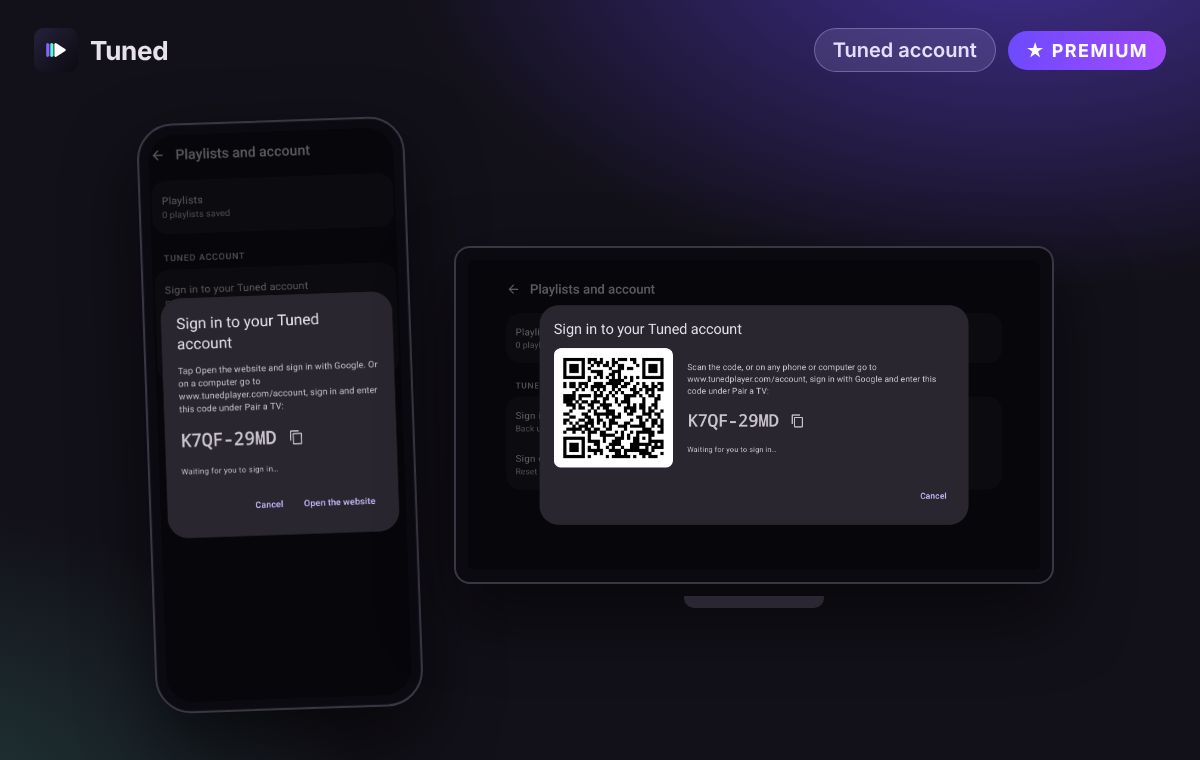 Tuned
Tuned account
★ PREMIUM
Playlists and account
Playlists
0 playlists saved
TUNED ACCOUNT
Sign in to your Tuned account
Sign in to your Tuned
account
Tap Open the website and sign in with Google. Or
on a computer go to
www.tunedplayer.com/account, sign in and enter
this code under Pair a TV:
K7QF-29MD
Waiting for you to sign in…
Cancel
Open the website
Playlists and account
Sign in to your Tuned account
Scan the code, or on any phone or computer go to
www.tunedplayer.com/account, sign in with Google and enter this
code under Pair a TV:
K7QF-29MD
Waiting for you to sign in…
Cancel
Sign
Back
Sign
Reset